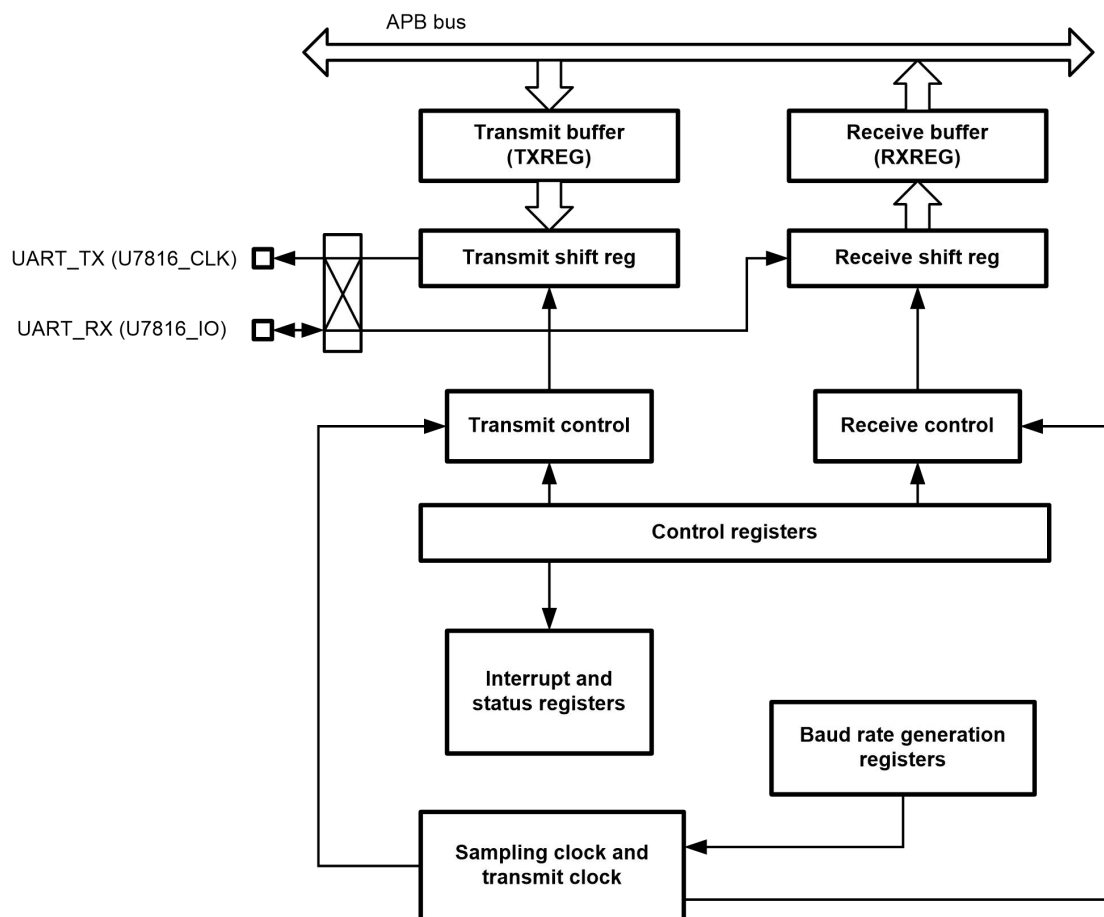 APB bus
Transmit buffer
(TXREG)
Receive buffer
(RXREG)
UART_TX (U7816_CLK)
Transmit shift reg
Receive shift reg
UART_RX (U7816_IO)
Transmit control
Receive control
Control registers
Interrupt and
status registers
Baud rate generation
registers
Sampling clock and
transmit clock